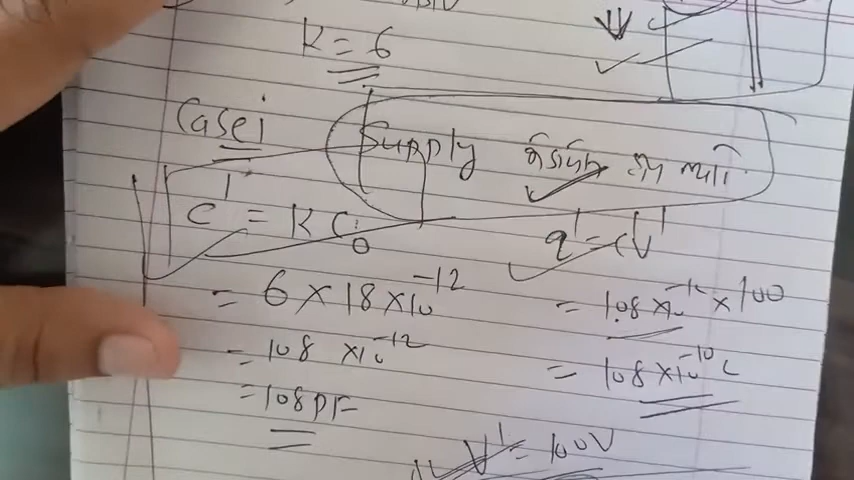 K = 6
Case i
Supply
C' = K C₀
q' = CV'
= 6 × 18 × 10⁻¹²
= 108 × 10⁻¹² × 100
= 108 × 10⁻¹²
= 108 × 10⁻¹⁰ C
= 108 PF
V' = 100V